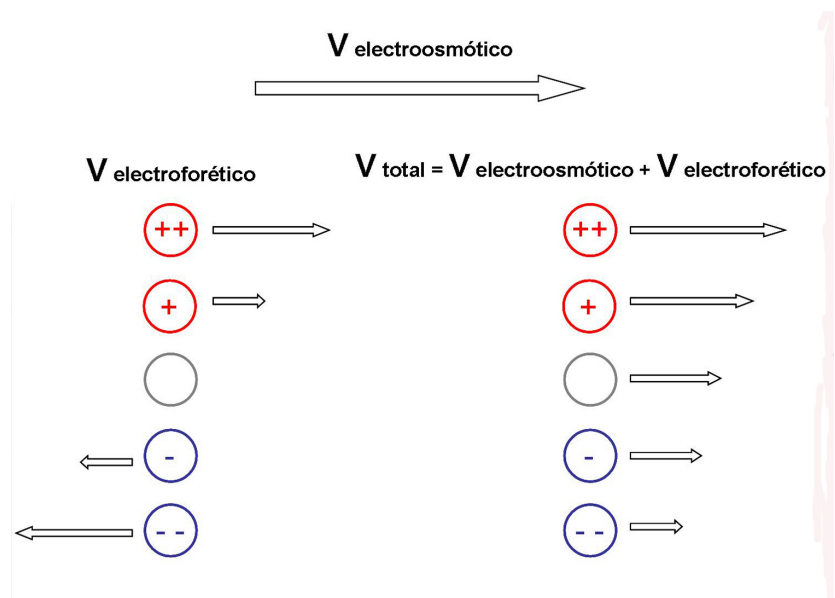 V electroosmótico
V electroforético
V total = V electroosmótico + V electroforético
++
++
+
+
-
-
- -
- -